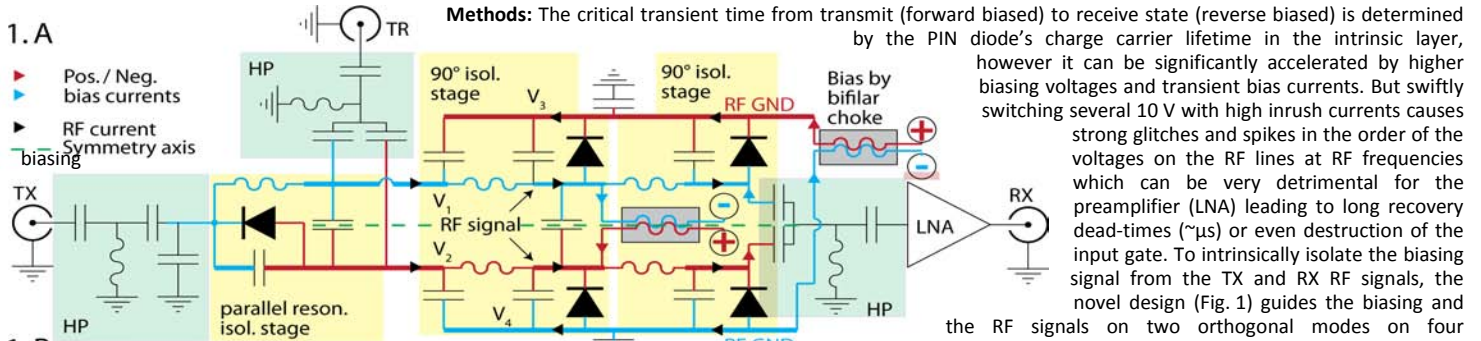 Methods: The critical transient time from transmit (forward biased) to receive state (reverse biased) is determined
by the PIN diode's charge carrier lifetime in the intrinsic layer,
however it can be significantly accelerated by higher
biasing voltages and transient bias currents. But swiftly
switching several 10 V with high inrush currents causes
strong glitches and spikes in the order of the
biasing
voltages on the RF lines at RF frequencies
which can be very detrimental for the
preamplifier (LNA) leading to long recovery
dead-times (~µs) or even destruction of the
input gate. To intrinsically isolate the biasing
signal from the TX and RX RF signals, the
novel design (Fig. 1) guides the biasing and
the RF signals on two orthogonal modes on four
1. A
Pos. / Neg.
bias currents
RF current
Symmetry axis
TR
HP
90° isol.
stage
V3
RF GND
90° isol.
stage
Bias by
bifilar
choke
+
-
TX
HP
parallel reson.
isol. stage
V1
RF signal
V2
V4
-
+
HP
LNA
RX